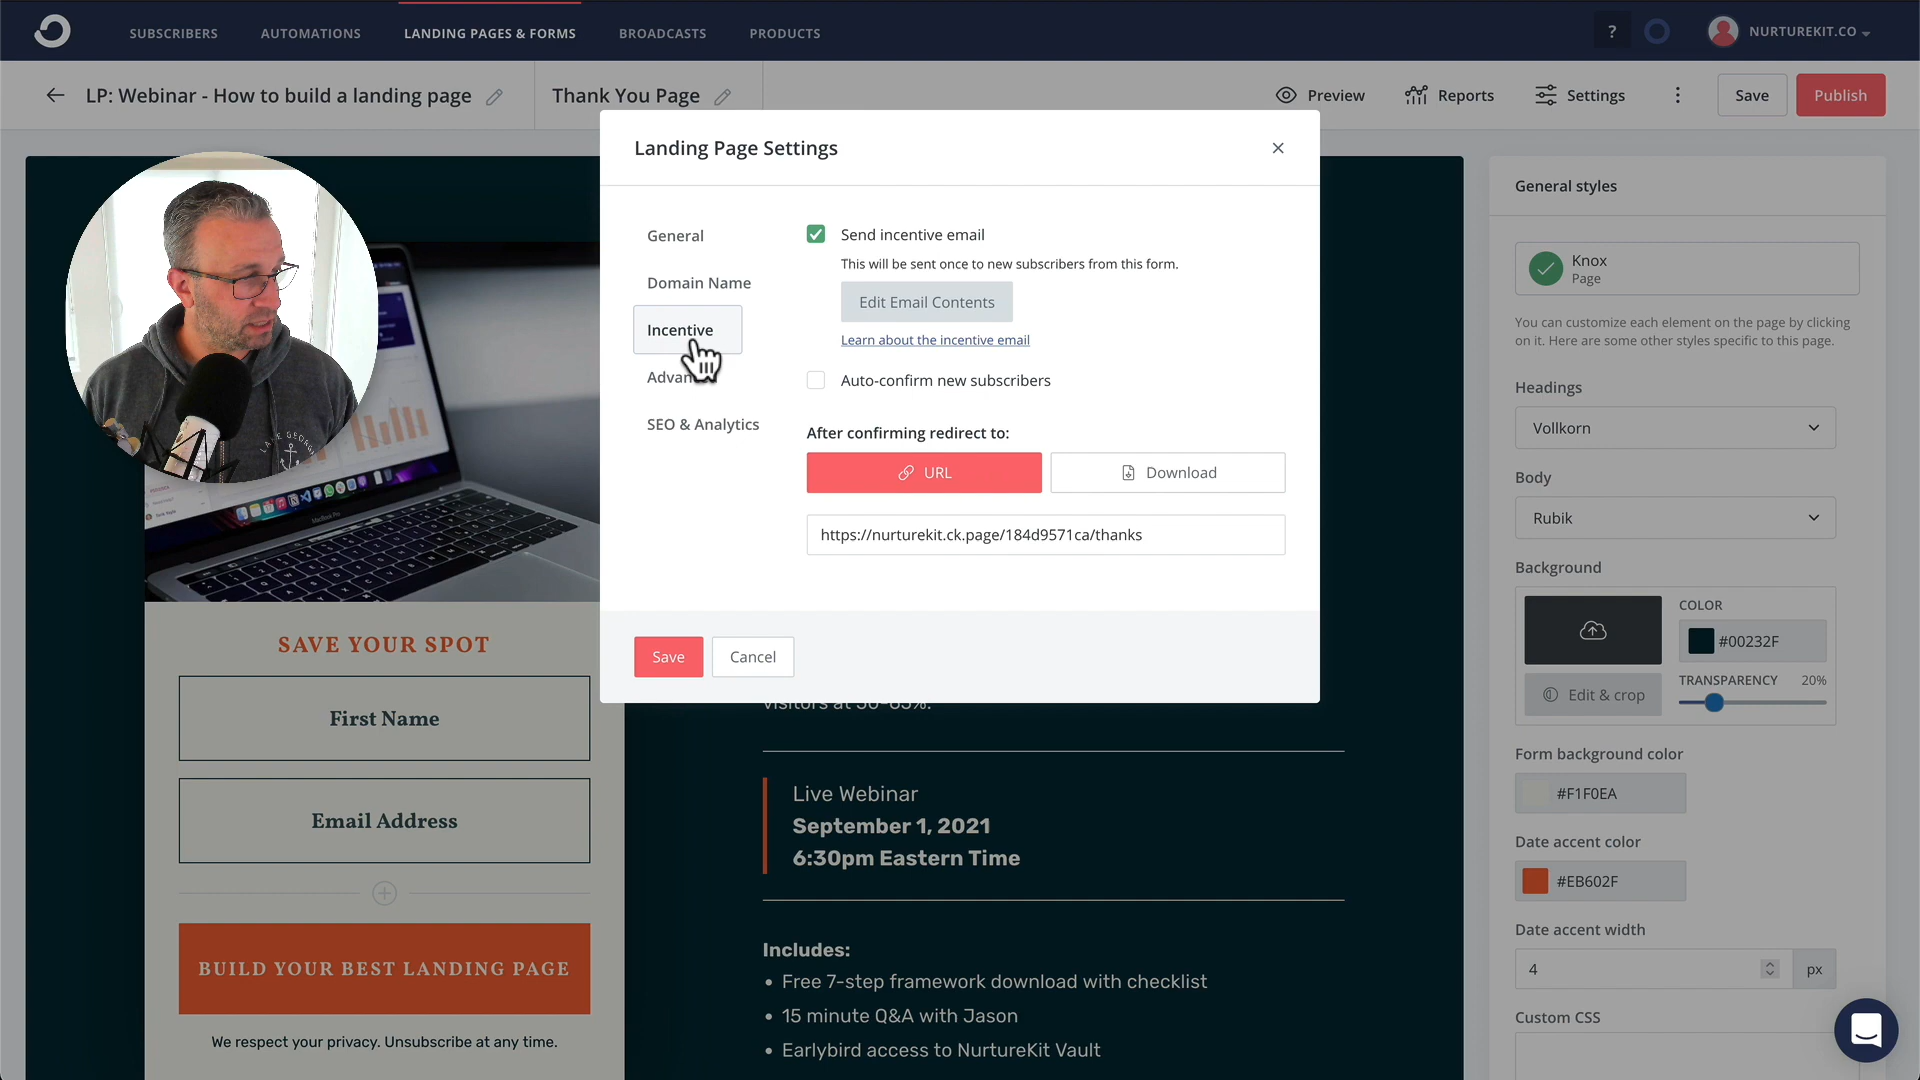 SUBSCRIBERS
AUTOMATIONS
LANDING PAGES & FORMS
BROADCASTS
PRODUCTS
?
NURTUREKIT.CO
LP: Webinar - How to build a landing page
Thank You Page
Preview
Reports
Settings
Save
Publish
Landing Page Settings
General
Domain Name
Incentive
SEO & Analytics
Send incentive email
This will be sent once to new subscribers from this form.
Edit Email Contents
Learn about the incentive email
Auto-confirm new subscribers
After confirming redirect to:
URL
Download
https://nurturekit.ck.page/184d9571ca/thanks
Save
Cancel
General styles
Knox
Page
You can customize each element on the page by clicking
on it. Here are some other styles specific to this page.
Headings
Vollkorn
Body
Rubik
Background
COLOR
#00232F
Edit & crop
TRANSPARENCY 20%
Form background color
#F1F0EA
Date accent color
#EB602F
Date accent width
4 px
Custom CSS
MacBook Pro
SAVE YOUR SPOT
First Name
Email Address
BUILD YOUR BEST LANDING PAGE
We respect your privacy. Unsubscribe at any time.
Live Webinar
September 1, 2021
6:30pm Eastern Time
Includes:
• Free 7-step framework download with checklist
• 15 minute Q&A with Jason
• Earlybird access to NurtureKit Vault